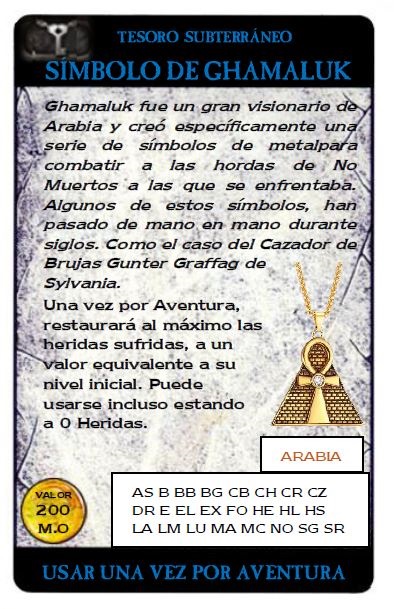 TESORO SUBTERRÁNEO
SÍMBOLO DE GHAMALUK
Ghamaluk fue un gran visionario de
Arabia y creó específicamente una
serie de símbolos de metalpara
combatir a las hordas de No
Muertos a las que se enfrentaba.
Algunos de estos símbolos, han
pasado de mano en mano durante
siglos. Como el caso del Cazador de
Brujas Gunter Graffag de
Sylvania.
Una vez por Aventura,
restaurará al máximo las
heridas sufridas, a un
valor equivalente a su
nivel inicial. Puede
usarse incluso estando
a 0 Heridas.
ARABIA
VALOR
200
M.O
AS B BB BG CB CH CR CZ
DR E EL EX FO HE HL HS
LA LM LU MA MC NO SG SR
USAR UNA VEZ POR AVENTURA